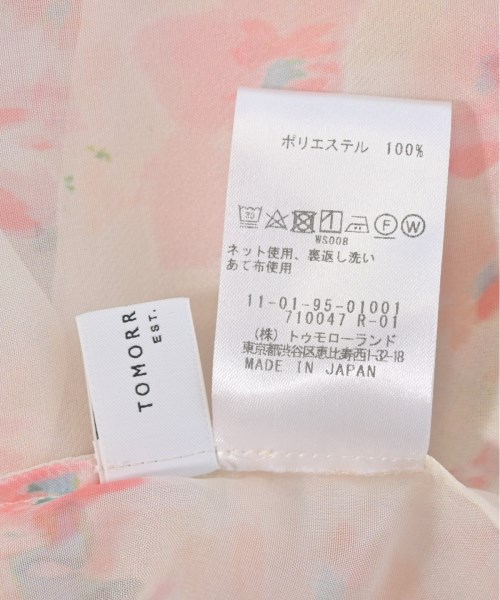 ポリエステル 100%
30 F W
WS008
ネット使用、裏返し洗い
あて布使用
11-01-95-01001
710047 R-01
(株) トゥモローランド
東京都渋谷区恵比寿西1-32-18
MADE IN JAPAN
TOMORR
EST.